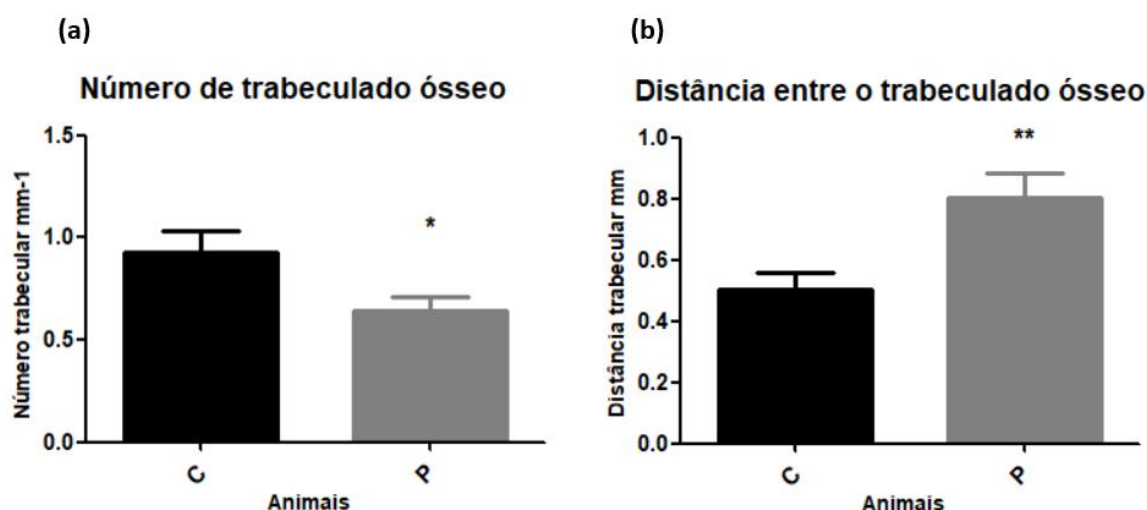 (a)
Número de trabeculado ósseo
Número trabecular mm-1
1.5
1.0
0.5
0.0
*
C
P
Animais
(b)
Distância entre o trabeculado ósseo
Distância trabecular mm
1.0
0.8
0.6
0.4
0.2
0.0
**
C
P
Animais